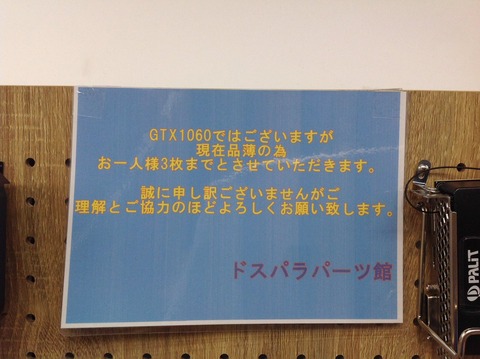 GTX1060ではございますが
現在品薄の為
お一人様3枚までとさせていただきます。
誠に申し訳ございませんがご
理解とご協力のほどよろしくお願い致します。
ドスパラパーツ館
PALIT